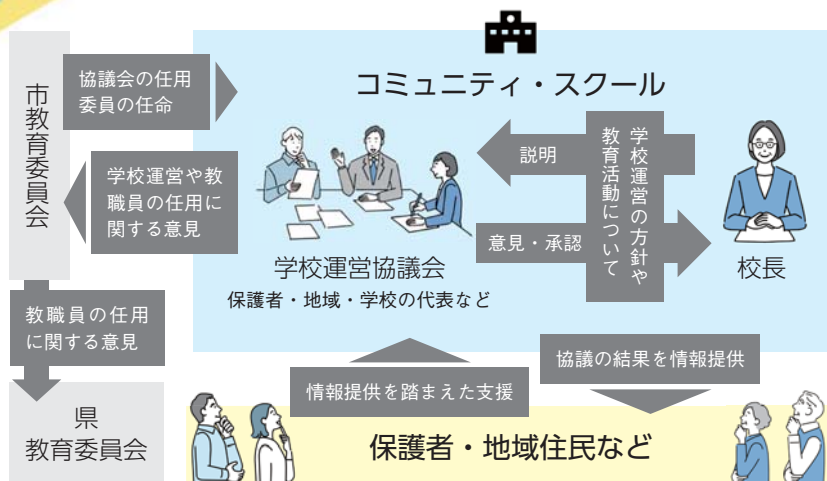 コミュニティ・スクール
市教育委員会
協議会の任用
委員の任命
学校運営や教
職員の任用に
関する意見
説明
意見・承認
学校運営の方針や
教育活動について
校長
学校運営協議会
保護者・地域・学校の代表など
教職員の任用
に関する意見
県
教育委員会
情報提供を踏まえた支援
協議の結果を情報提供
保護者・地域住民など